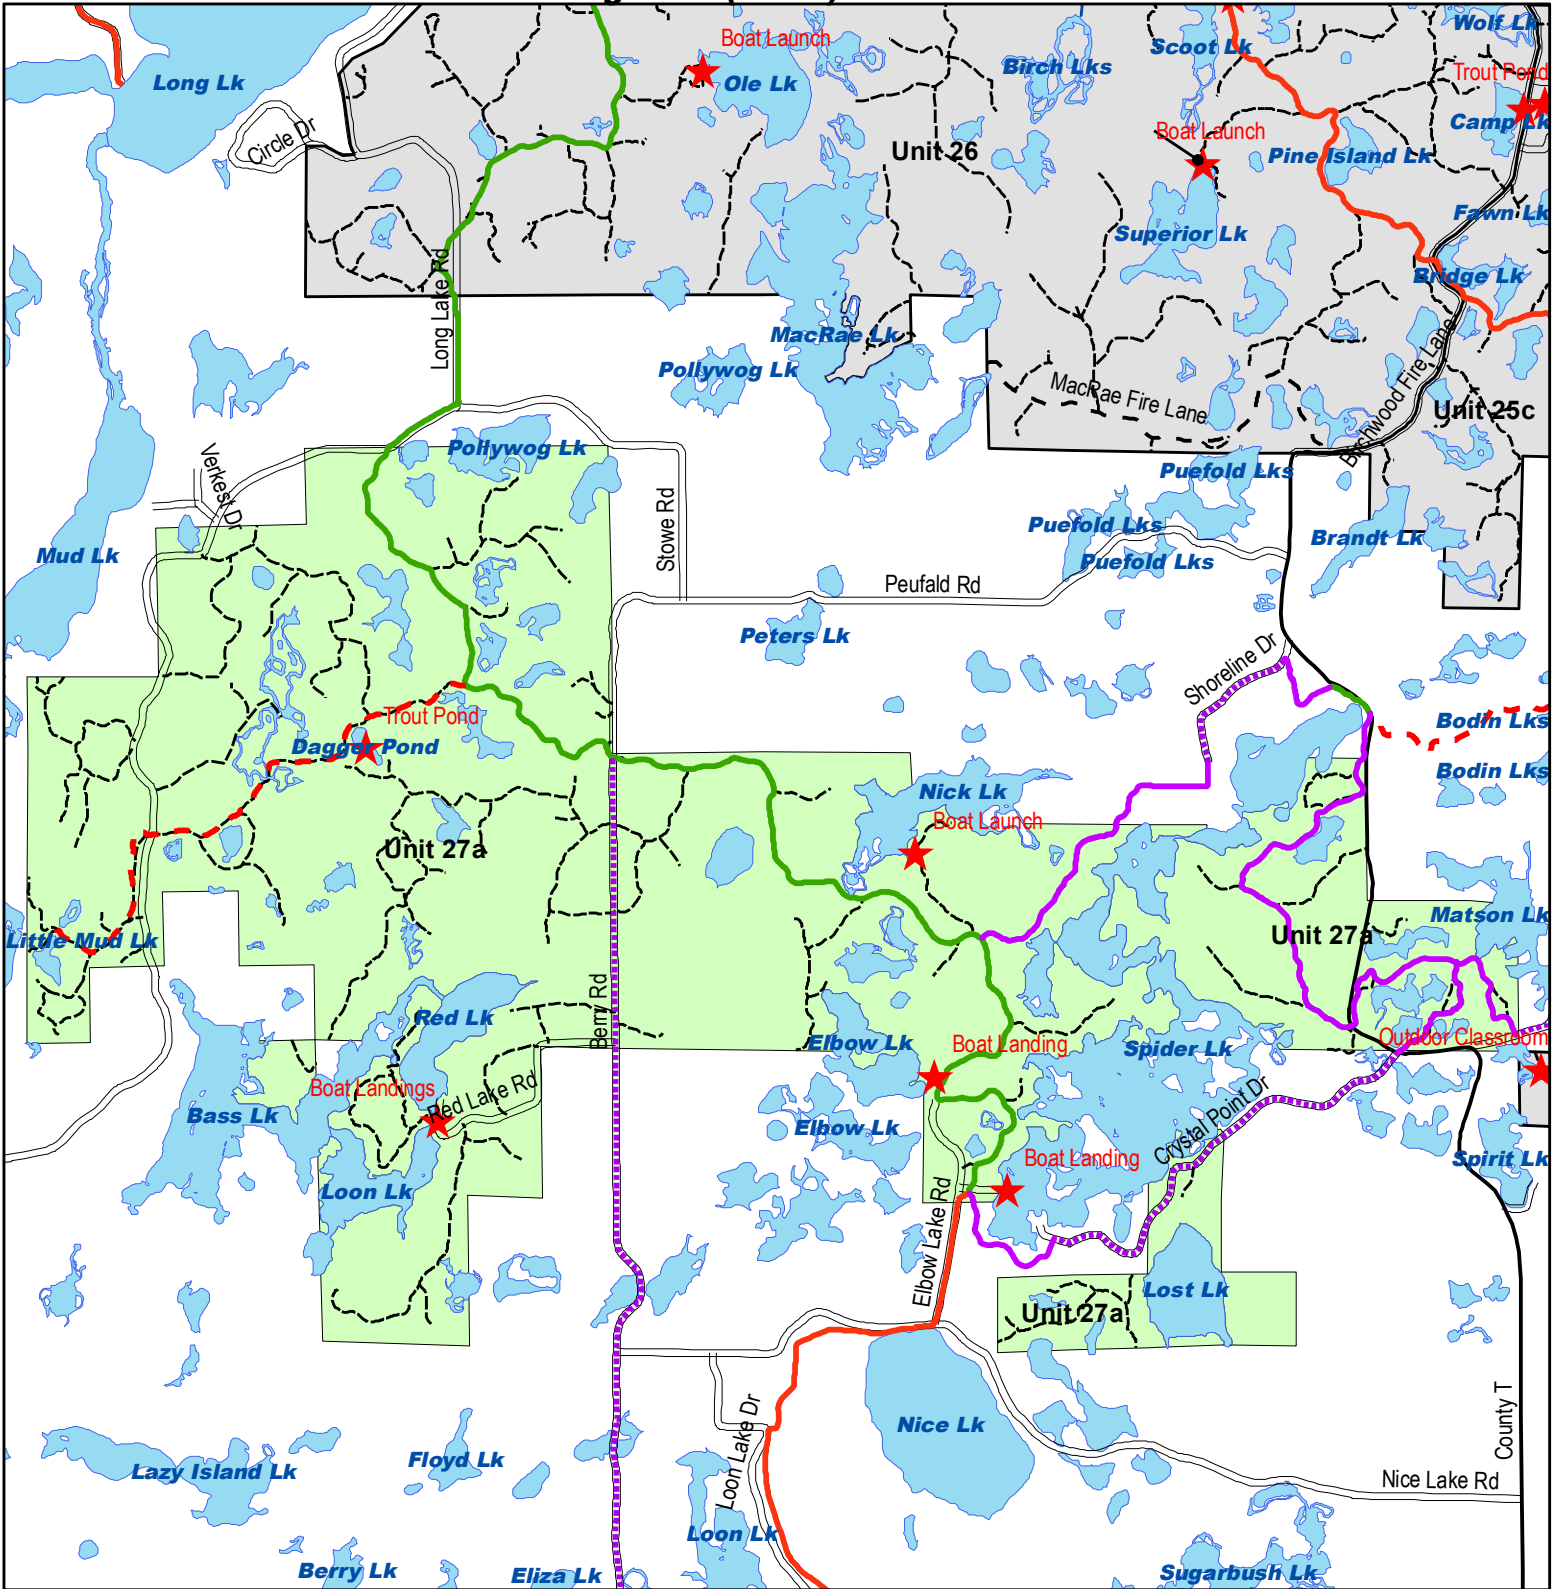 Wolf Lk
Boat Launch
Scoot Lk
Long Lk
Ole Lk
Birch Lks
Trout Pond
Camp Lk
Circle Dr
Unit 26
Boat Launch
Pine Island Lk
Fawn Lk
Superior Lk
Long Lake Rd
Bridge Lk
MacRae Lk
Pollywog Lk
MacRae Fire Lane
Birchwood Fire Lane
Unit 25c
Pollywog Lk
Verkest Dr
Puefold Lks
Stowe Rd
Puefold Lks
Brandt Lk
Mud Lk
Puefold Lks
Peufald Rd
Peters Lk
Shoreline Dr
Trout Pond
Bodin Lks
Dagger Pond
Bodin Lks
Nick Lk
Boat Launch
Unit 27a
Matson Lk
Little Mud Lk
Unit 27a
Berry Rd
Red Lk
Elbow Lk
Boat Landing
Spider Lk
Outdoor Classroom
Boat Landings
Red Lake Rd
Bass Lk
Elbow Lk
Crystal Point Dr
Boat Landing
Spirit Lk
Loon Lk
Elbow Lake Rd
Lost Lk
Unit 27a
Loon Lake Dr
Nice Lk
County T
Floyd Lk
Lazy Island Lk
Nice Lake Rd
Loon Lk
Berry Lk
Eliza Lk
Sugarbush Lk